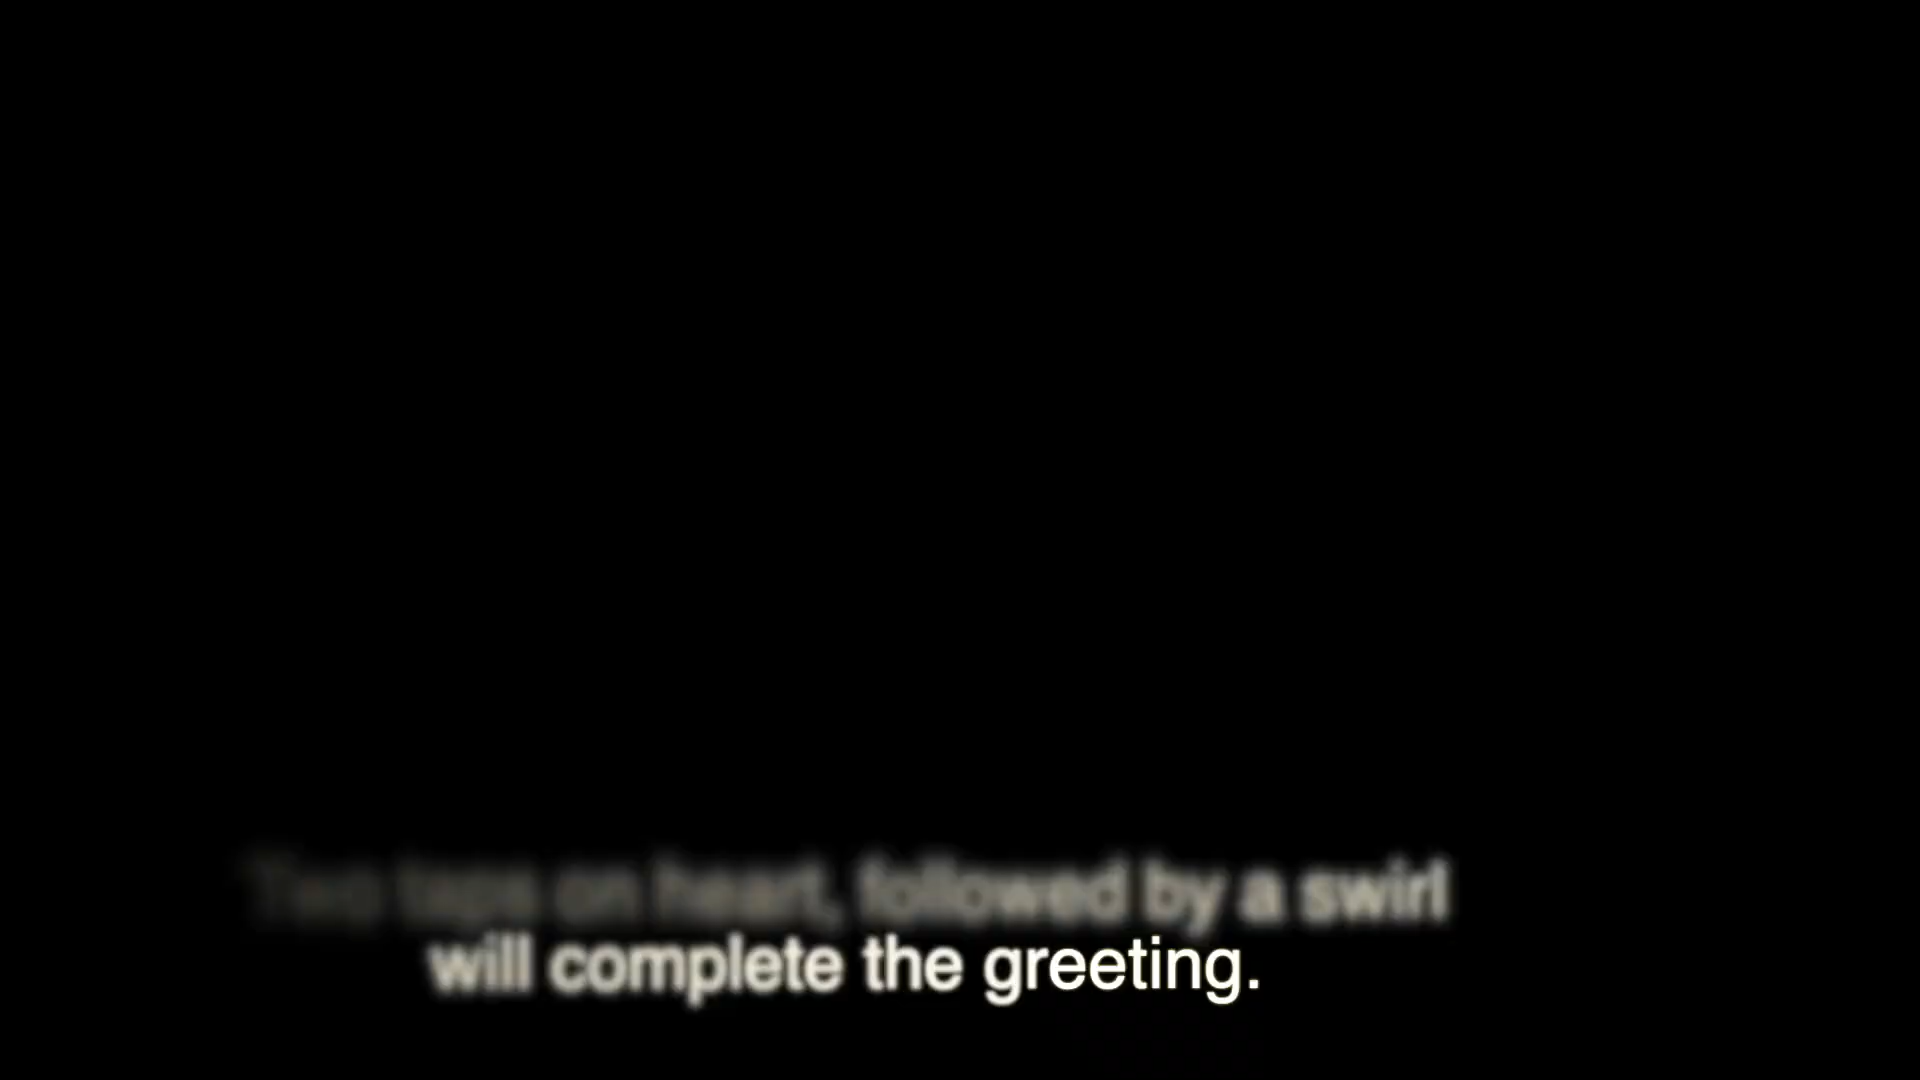 Two taps on heart, followed by a swirl
will complete the greeting.